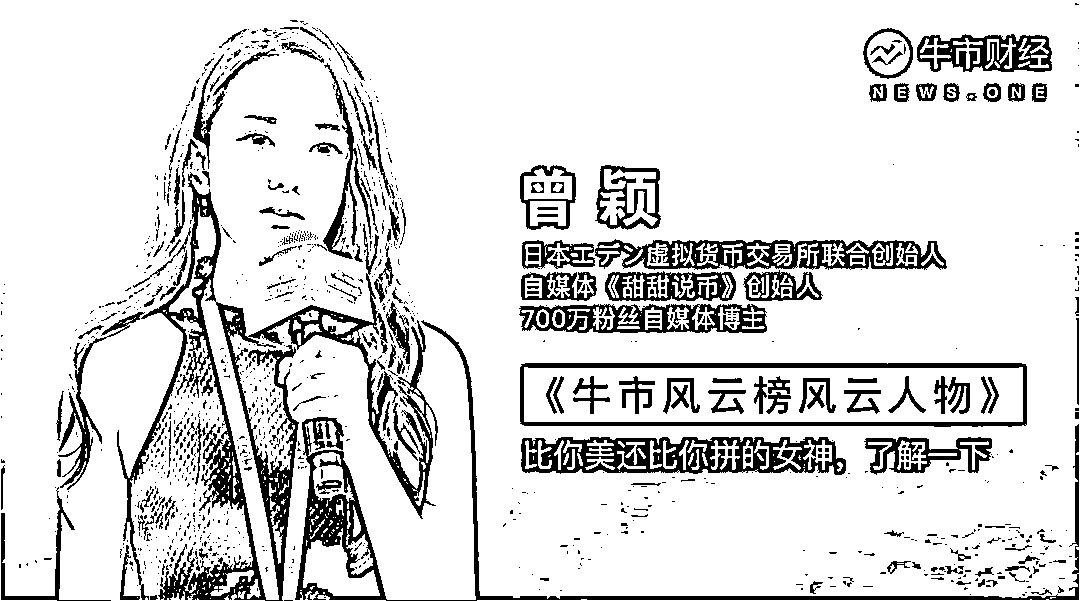 牛市财经
NEWS.ONE
曾颖
日本エデン虚拟货币交易所联合创始人
自媒体《甜甜说币》创始人
700万粉丝自媒体博主
《牛市风云榜风云人物》
比你美还比你拼的女神，了解一下